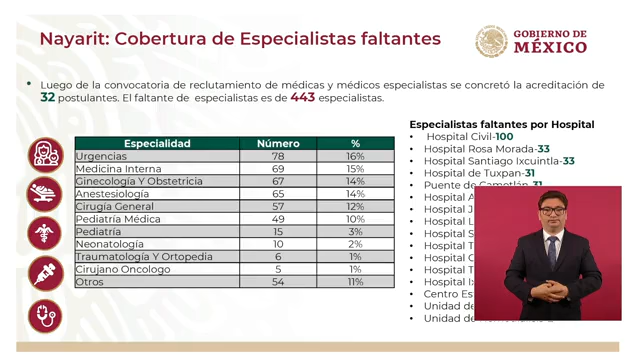 Nayarit: Cobertura de Especialistas faltantes
GOBIERNO DE
MÉXICO
• Luego de la convocatoria de reclutamiento de médicas y médicos especialistas se concretó la acreditación de
32 postulantes. El faltante de especialistas es de 443 especialistas.
Especialidad Número %
Urgencias 78 16%
Medicina Interna 69 15%
Ginecología Y Obstetricia 67 14%
Anestesiología 65 14%
Cirugía General 57 12%
Pediatría Médica 49 10%
Pediatría 15 3%
Neonatología 10 2%
Traumatología Y Ortopedia 6 1%
Cirujano Oncologo 5 1%
Otros 54 11%
Especialistas faltantes por Hospital
• Hospital Civil-100
• Hospital Rosa Morada-33
• Hospital Santiago Ixcuintla-33
• Hospital de Tuxpan-31
• Puente de Camotlán-31
• Hospital
• Hospital
• Hospital
• Hospital
• Hospital
• Hospital
• Hospital
• Hospital
• Centro
• Unidad
• Unidad